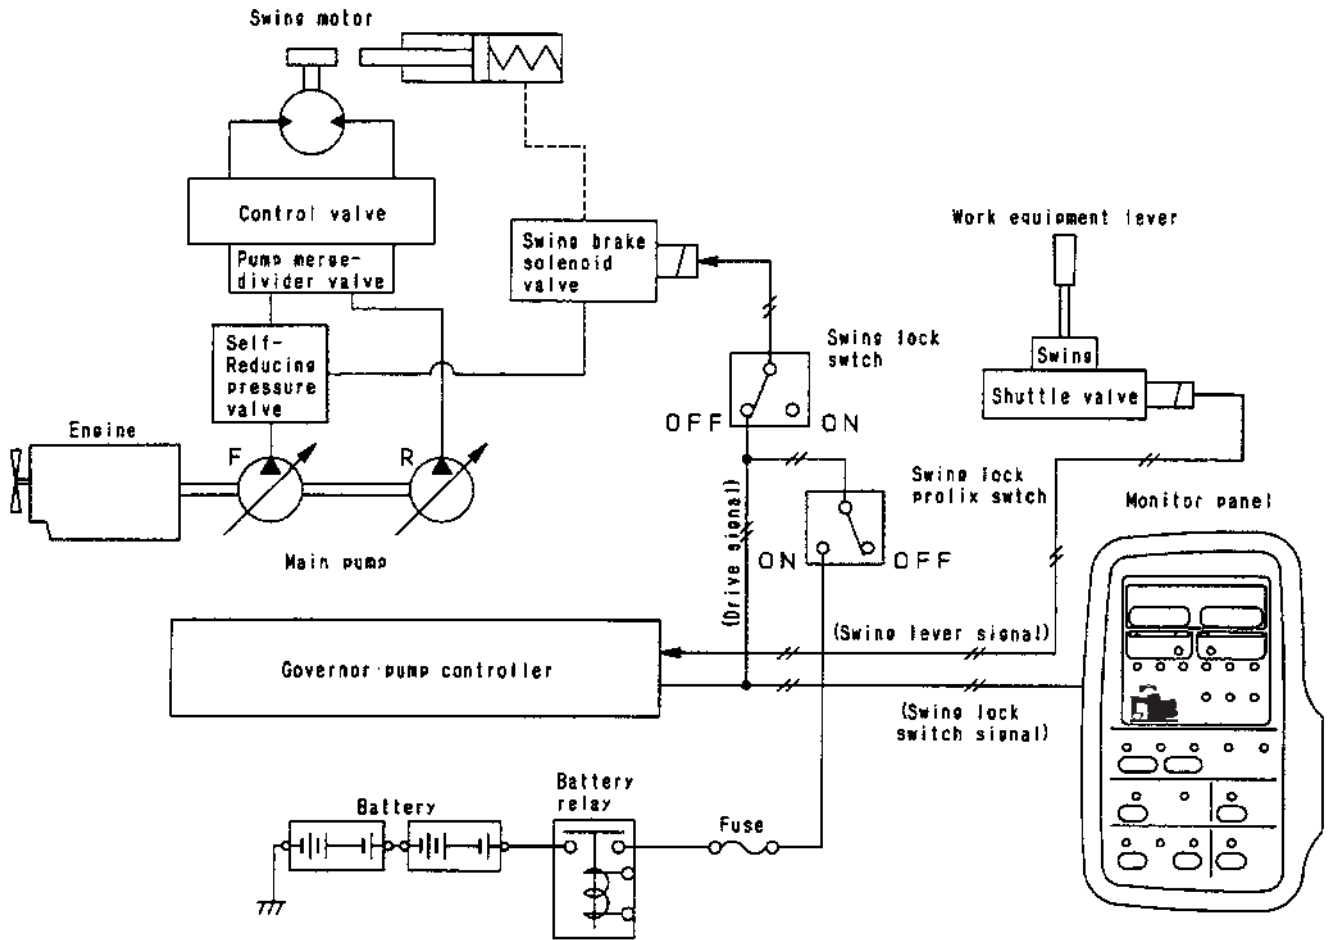 Swing motor
Control valve
Pump merge-
divider valve
Swing brake
solenoid
valve
Work equipment lever
Self-
Reducing
pressure
valve
Swing lock
swtch
Swing
Shuttle valve
OFF
ON
Engine
F
R
Swing lock
prolix swtch
Monitor panel
(Drive signal)
ON
OFF
Main pump
(Swing lever signal)
Governor·pump controller
(Swing lock
switch signal)
Battery
relay
Battery
Fuse